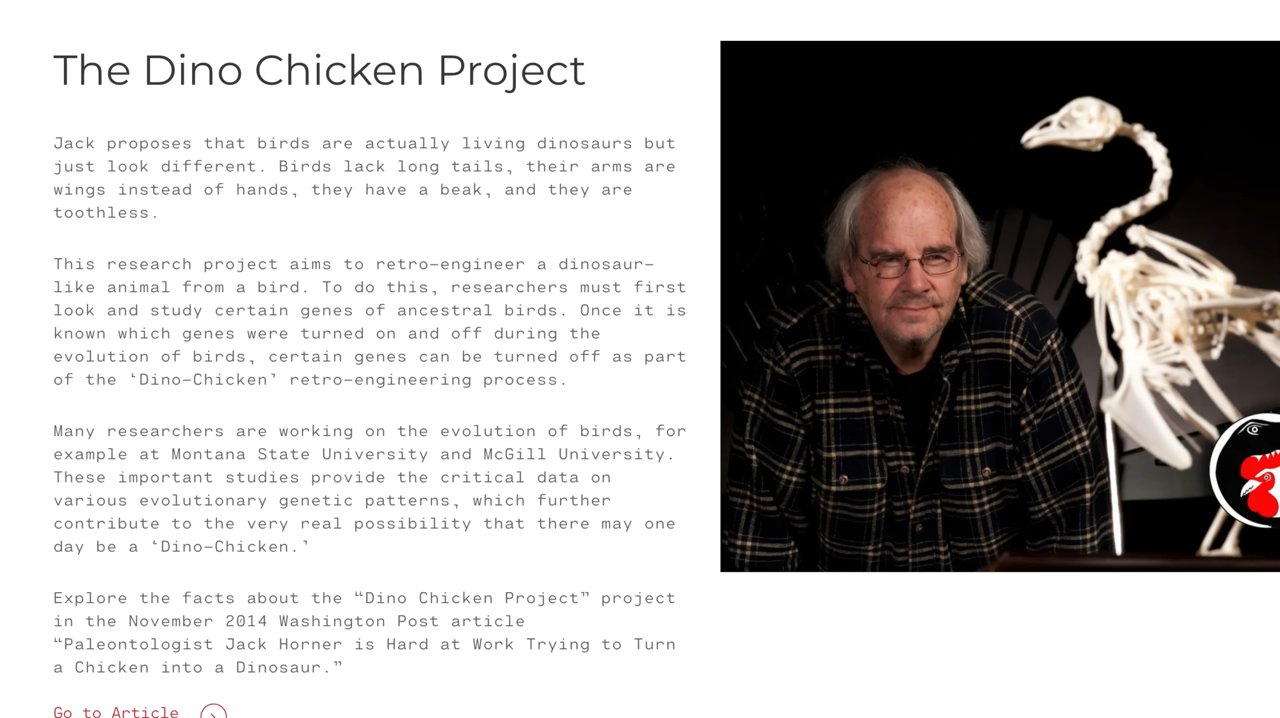 The Dino Chicken Project
Jack proposes that birds are actually living dinosaurs but
just look different. Birds lack long tails, their arms are
wings instead of hands, they have a beak, and they are
toothless.
This research project aims to retro-engineer a dinosaur-
like animal from a bird. To do this, researchers must first
look and study certain genes of ancestral birds. Once it is
known which genes were turned on and off during the
evolution of birds, certain genes can be turned off as part
of the ‘Dino-Chicken’ retro-engineering process.
Many researchers are working on the evolution of birds, for
example at Montana State University and McGill University.
These important studies provide the critical data on
various evolutionary genetic patterns, which further
contribute to the very real possibility that there may one
day be a ‘Dino-Chicken.’
Explore the facts about the “Dino Chicken Project” project
in the November 2014 Washington Post article
“Paleontologist Jack Horner is Hard at Work Trying to Turn
a Chicken into a Dinosaur.”
Go to Article